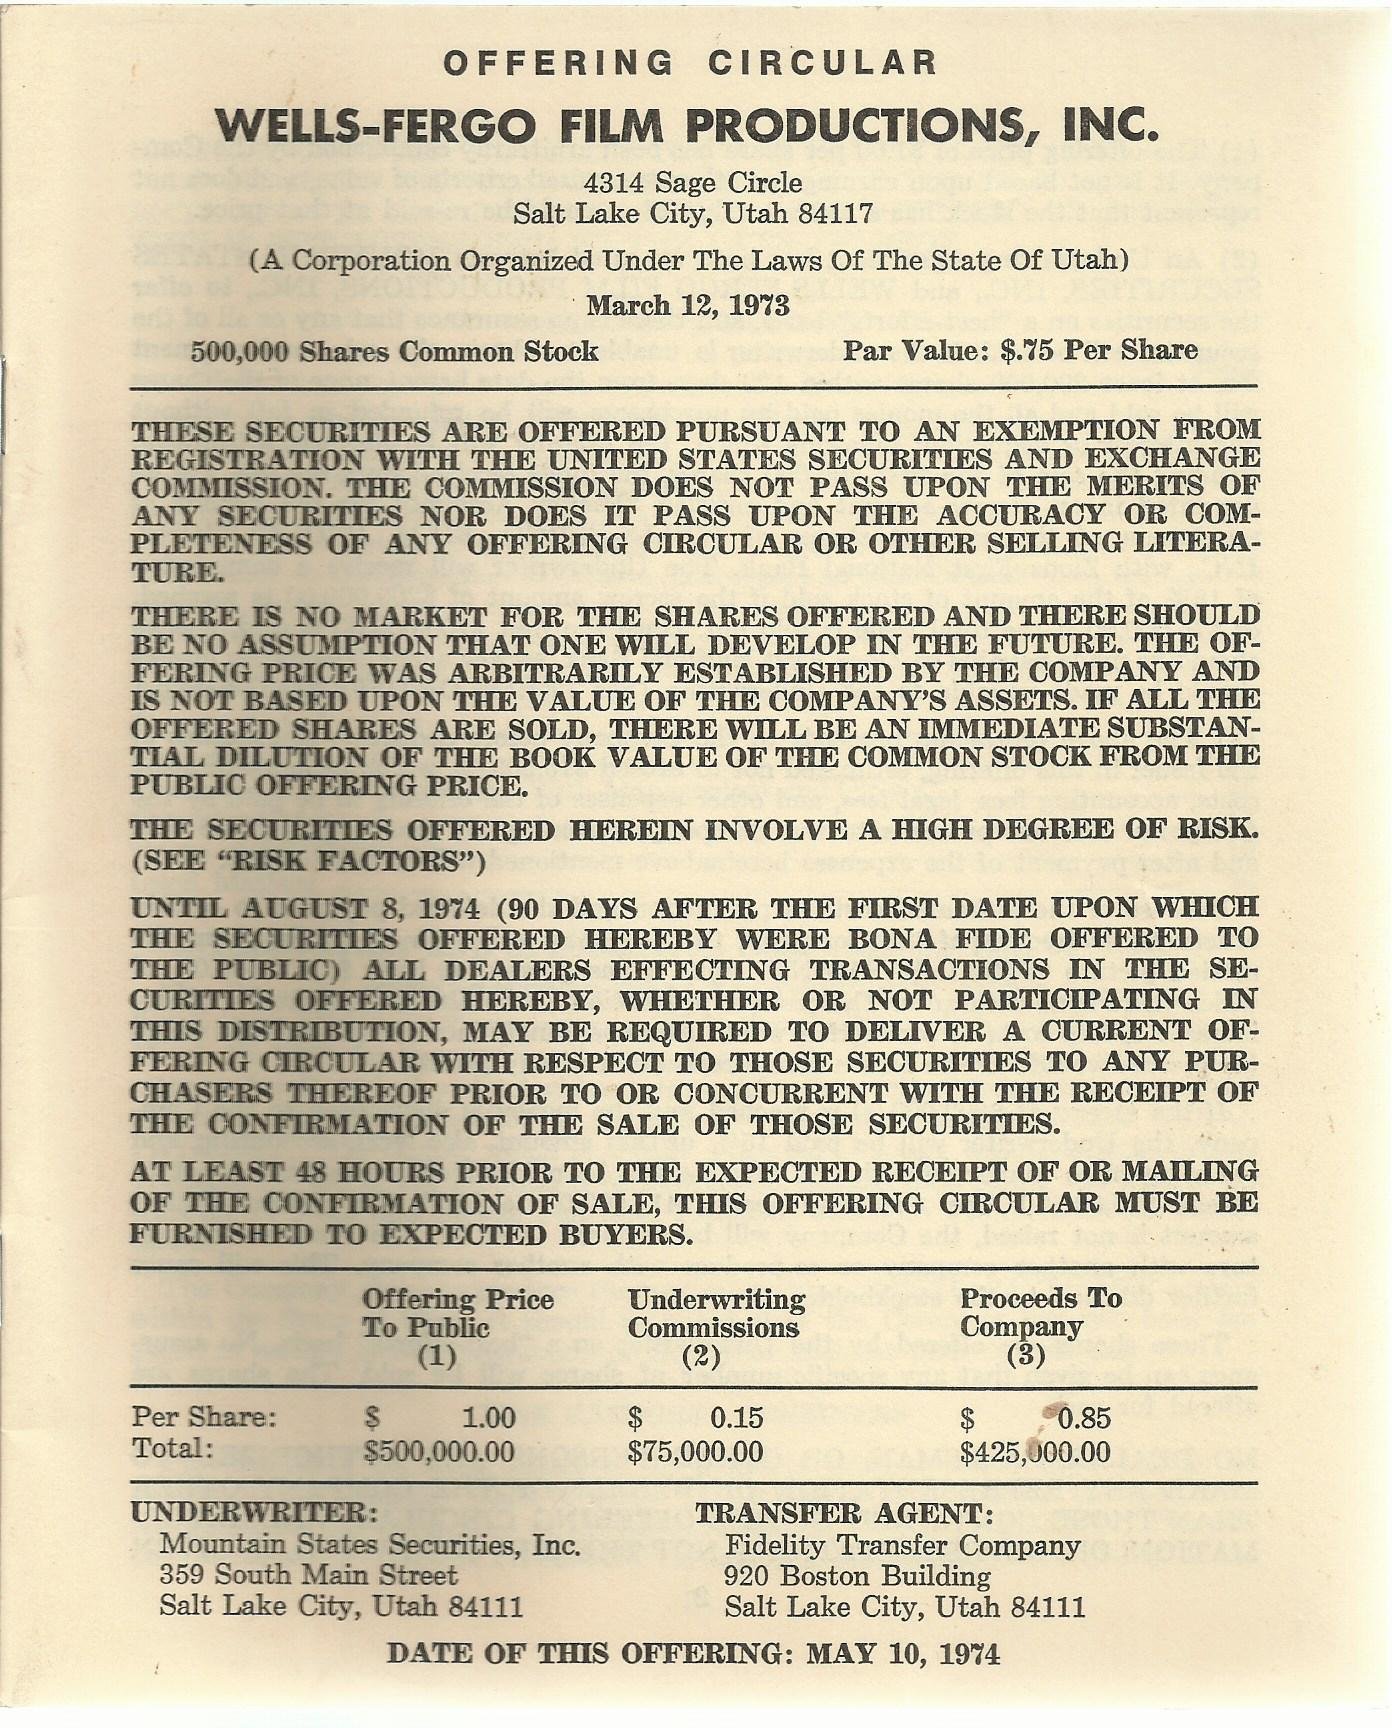 OFFERING CIRCULAR
WELLS-FERGO FILM PRODUCTIONS, INC.
4314 Sage Circle
Salt Lake City, Utah 84117
(A Corporation Organized Under The Laws Of The State Of Utah)
March 12, 1973
500,000 Shares Common Stock Par Value: $.75 Per Share
THESE SECURITIES ARE OFFERED PURSUANT TO AN EXEMPTION FROM
REGISTRATION WITH THE UNITED STATES SECURITIES AND EXCHANGE
COMMISSION. THE COMMISSION DOES NOT PASS UPON THE MERITS OF
ANY SECURITIES NOR DOES IT PASS UPON THE ACCURACY OR COM-
PLETENESS OF ANY OFFERING CIRCULAR OR OTHER SELLING LITERA-
TURE.
THERE IS NO MARKET FOR THE SHARES OFFERED AND THERE SHOULD
BE NO ASSUMPTION THAT ONE WILL DEVELOP IN THE FUTURE. THE OF-
FERING PRICE WAS ARBITRARILY ESTABLISHED BY THE COMPANY AND
IS NOT BASED UPON THE VALUE OF THE COMPANY'S ASSETS. IF ALL THE
OFFERED SHARES ARE SOLD, THERE WILL BE AN IMMEDIATE SUBSTAN-
TIAL DILUTION OF THE BOOK VALUE OF THE COMMON STOCK FROM THE
PUBLIC OFFERING PRICE.
THE SECURITIES OFFERED HEREIN INVOLVE A HIGH DEGREE OF RISK.
(SEE "RISK FACTORS")
UNTIL AUGUST 8, 1974 (90 DAYS AFTER THE FIRST DATE UPON WHICH
THE SECURITIES OFFERED HEREBY WERE BONA FIDE OFFERED TO
THE PUBLIC) ALL DEALERS EFFECTING TRANSACTIONS IN THE SE-
CURITIES OFFERED HEREBY, WHETHER OR NOT PARTICIPATING IN
THIS DISTRIBUTION, MAY BE REQUIRED TO DELIVER A CURRENT OF-
FERING CIRCULAR WITH RESPECT TO THOSE SECURITIES TO ANY PUR-
CHASERS THEREOF PRIOR TO OR CONCURRENT WITH THE RECEIPT OF
THE CONFIRMATION OF THE SALE OF THOSE SECURITIES.
AT LEAST 48 HOURS PRIOR TO THE EXPECTED RECEIPT OF OR MAILING
OF THE CONFIRMATION OF SALE, THIS OFFERING CIRCULAR MUST BE
FURNISHED TO EXPECTED BUYERS.
Offering Price Underwriting Proceeds To
To Public Commissions Company
(1) (2) (3)
Per Share: $ 1.00 $ 0.15 $ 0.85
Total: $500,000.00 $75,000.00 $425,000.00
UNDERWRITER: TRANSFER AGENT:
Mountain States Securities, Inc. Fidelity Transfer Company
359 South Main Street 920 Boston Building
Salt Lake City, Utah 84111 Salt Lake City, Utah 84111
DATE OF THIS OFFERING: MAY 10, 1974